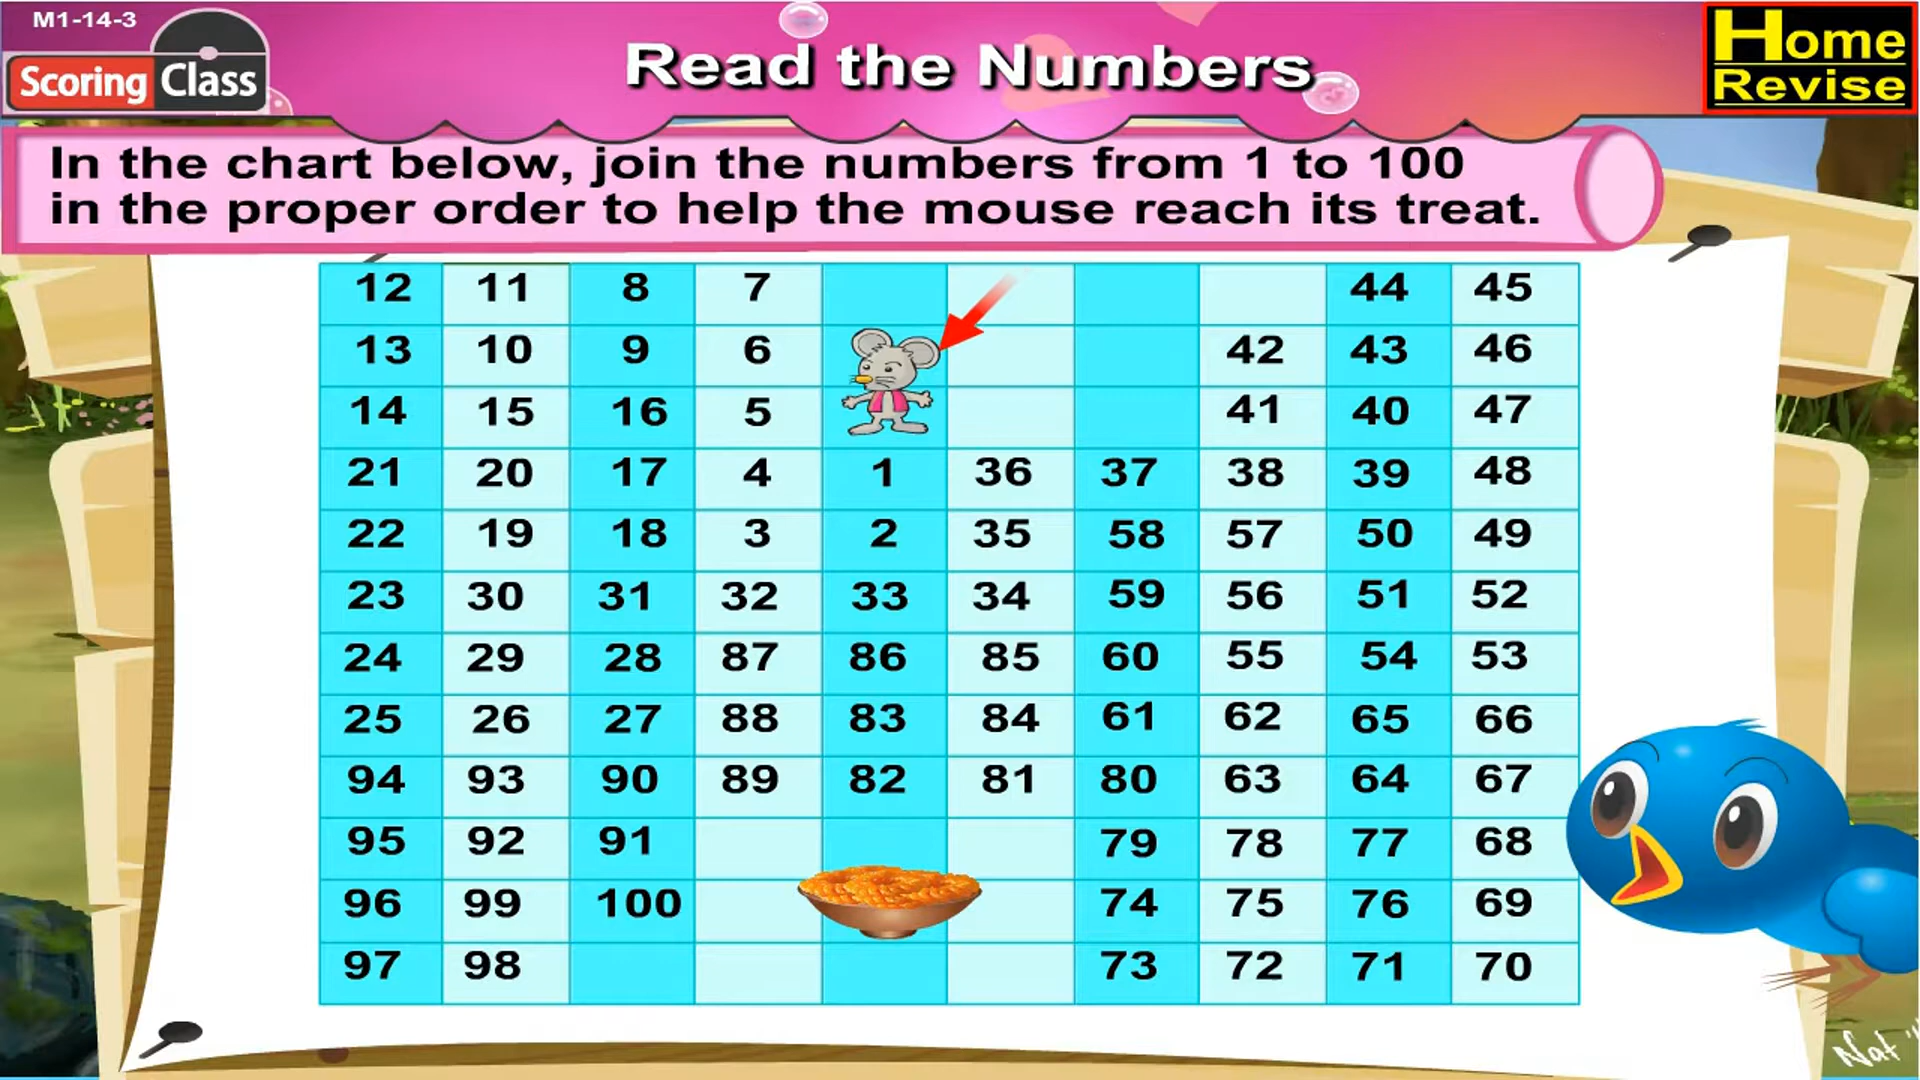 M1-14-3
Scoring Class
Read the Numbers
Home
Revise
In the chart below, join the numbers from 1 to 100
in the proper order to help the mouse reach its treat.
12 11 8 7 44 45
13 10 9 6 42 43 46
14 15 16 5 41 40 47
21 20 17 4 1 36 37 38 39 48
22 19 18 3 2 35 58 57 50 49
23 30 31 32 33 34 59 56 51 52
24 29 28 87 86 85 60 55 54 53
25 26 27 88 83 84 61 62 65 66
94 93 90 89 82 81 80 63 64 67
95 92 91 79 78 77 68
96 99 100 74 75 76 69
97 98 73 72 71 70